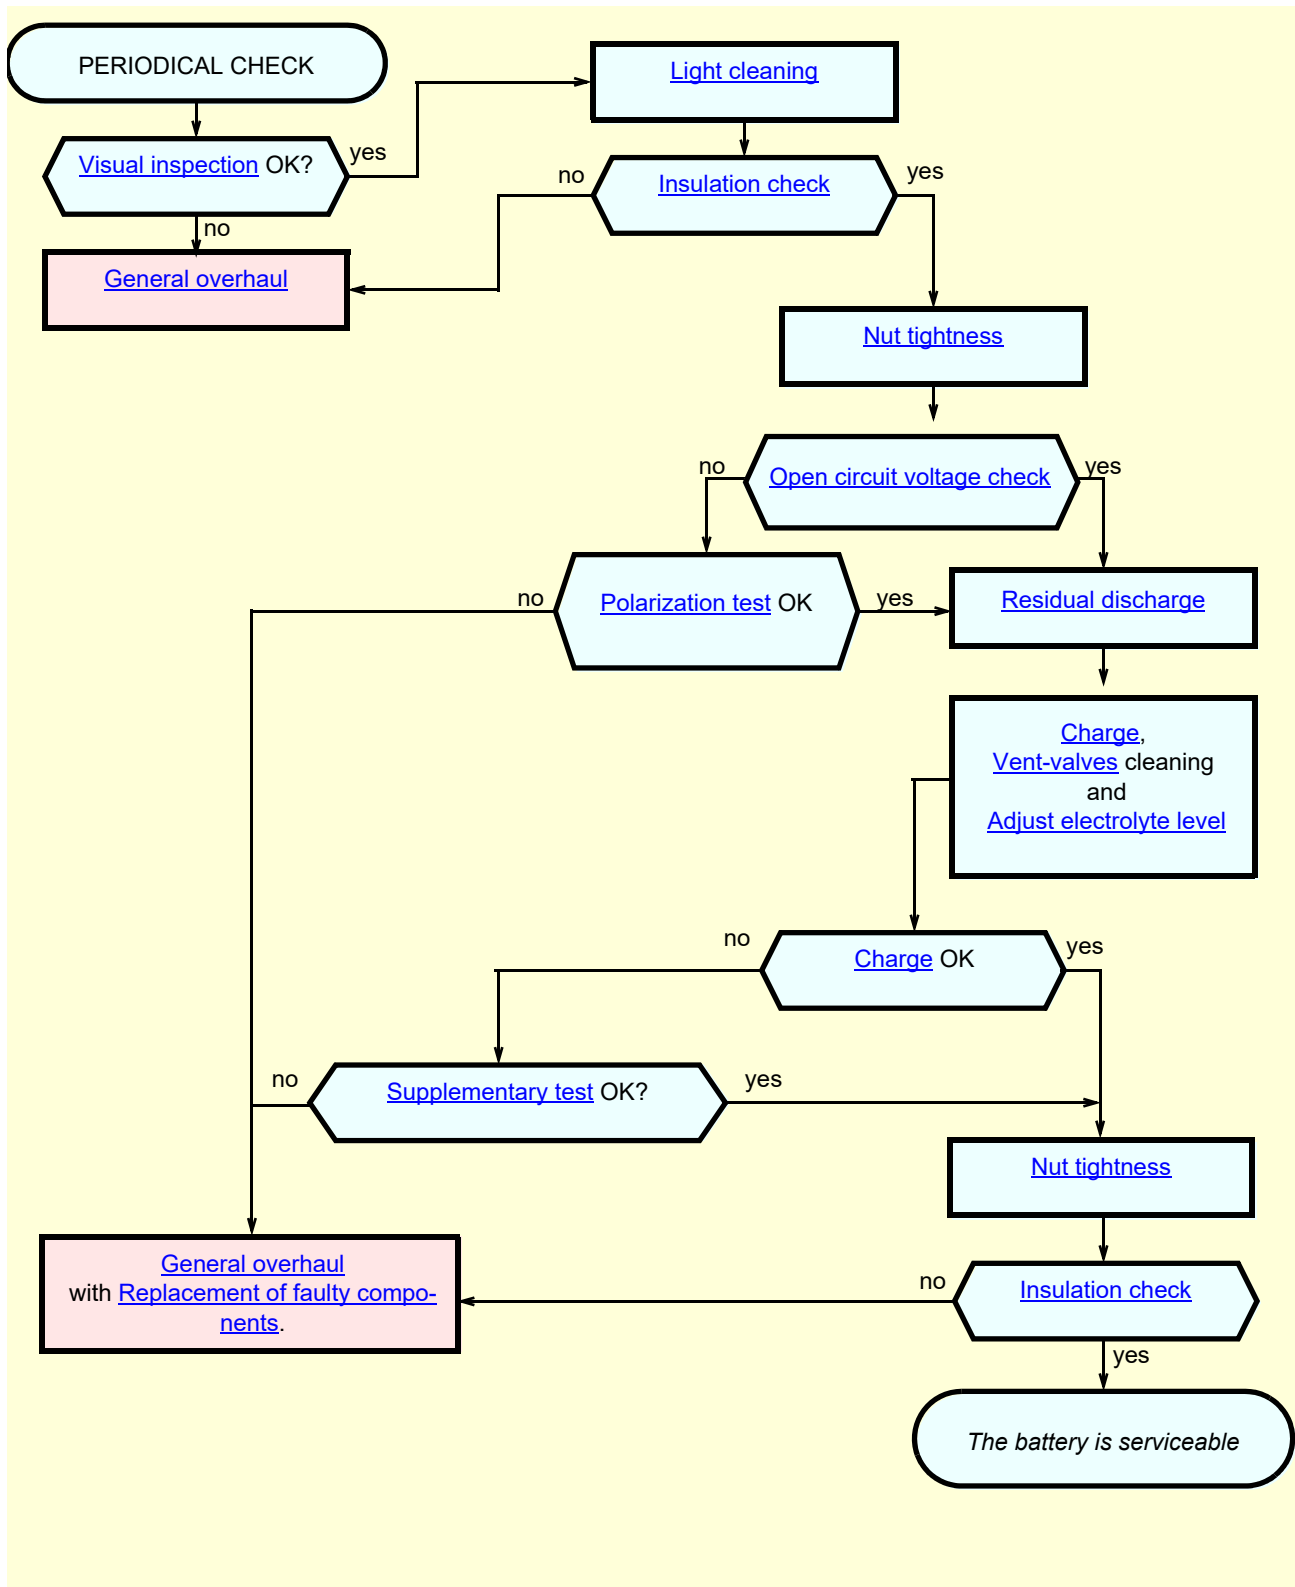 PERIODICAL CHECK
Light cleaning
Visual inspection OK?
yes
no
Insulation check
yes
no
General overhaul
Nut tightness
no
Open circuit voltage check
yes
no
Polarization test OK
yes
Residual discharge
Charge,
Vent-valves cleaning
and
Adjust electrolyte level
no
Charge OK
yes
no
Supplementary test OK?
yes
Nut tightness
General overhaul
with Replacement of faulty compo-
nents.
no
Insulation check
yes
The battery is serviceable